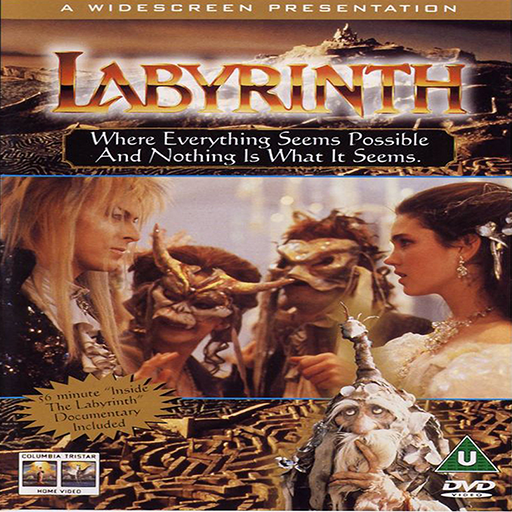 A WIDESCREEN PRESENTATION
LABYRINTH
Where Everything Seems Possible
And Nothing Is What It Seems.
56 minute "Inside
The Labyrinth"
Documentary
Included
COLUMBIA TRISTAR
HOME VIDEO
U
DVD
VIDEO